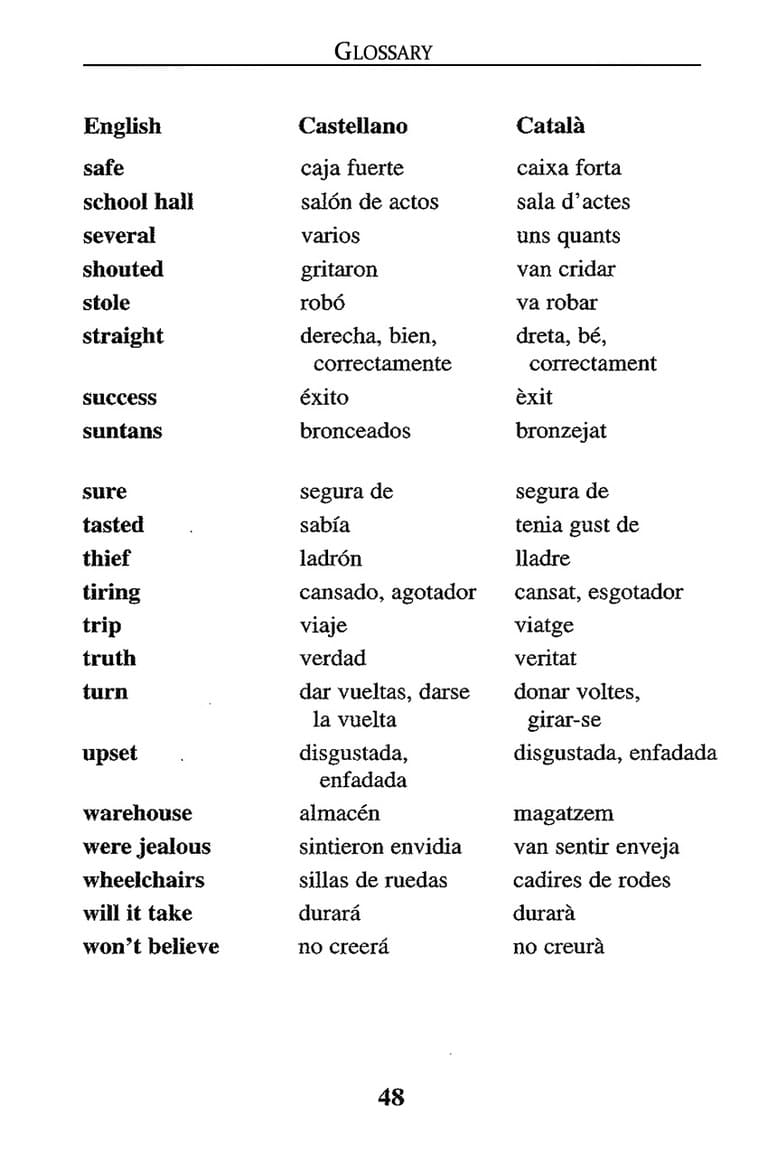 GLOSSARY
English Castellano Català
safe caja fuerte caixa forta
school hall salón de actos sala d'actes
several varios uns quants
shouted gritaron van cridar
stole robó va robar
straight derecha, bien, dreta, bé,
correctamente correctament
success éxito èxit
suntans bronceados bronzejat
sure segura de segura de
tasted sabía tenia gust de
thief ladrón lladre
tiring cansado, agotador cansat, esgotador
trip viaje viatge
truth verdad veritat
turn dar vueltas, darse donar voltes,
la vuelta girar-se
upset disgustada, disgustada, enfadada
enfadada
warehouse almacén magatzem
were jealous sintieron envidia van sentir enveja
wheelchairs sillas de ruedas cadires de rodes
will it take durará durarà
won't believe no creerá no creurà
48